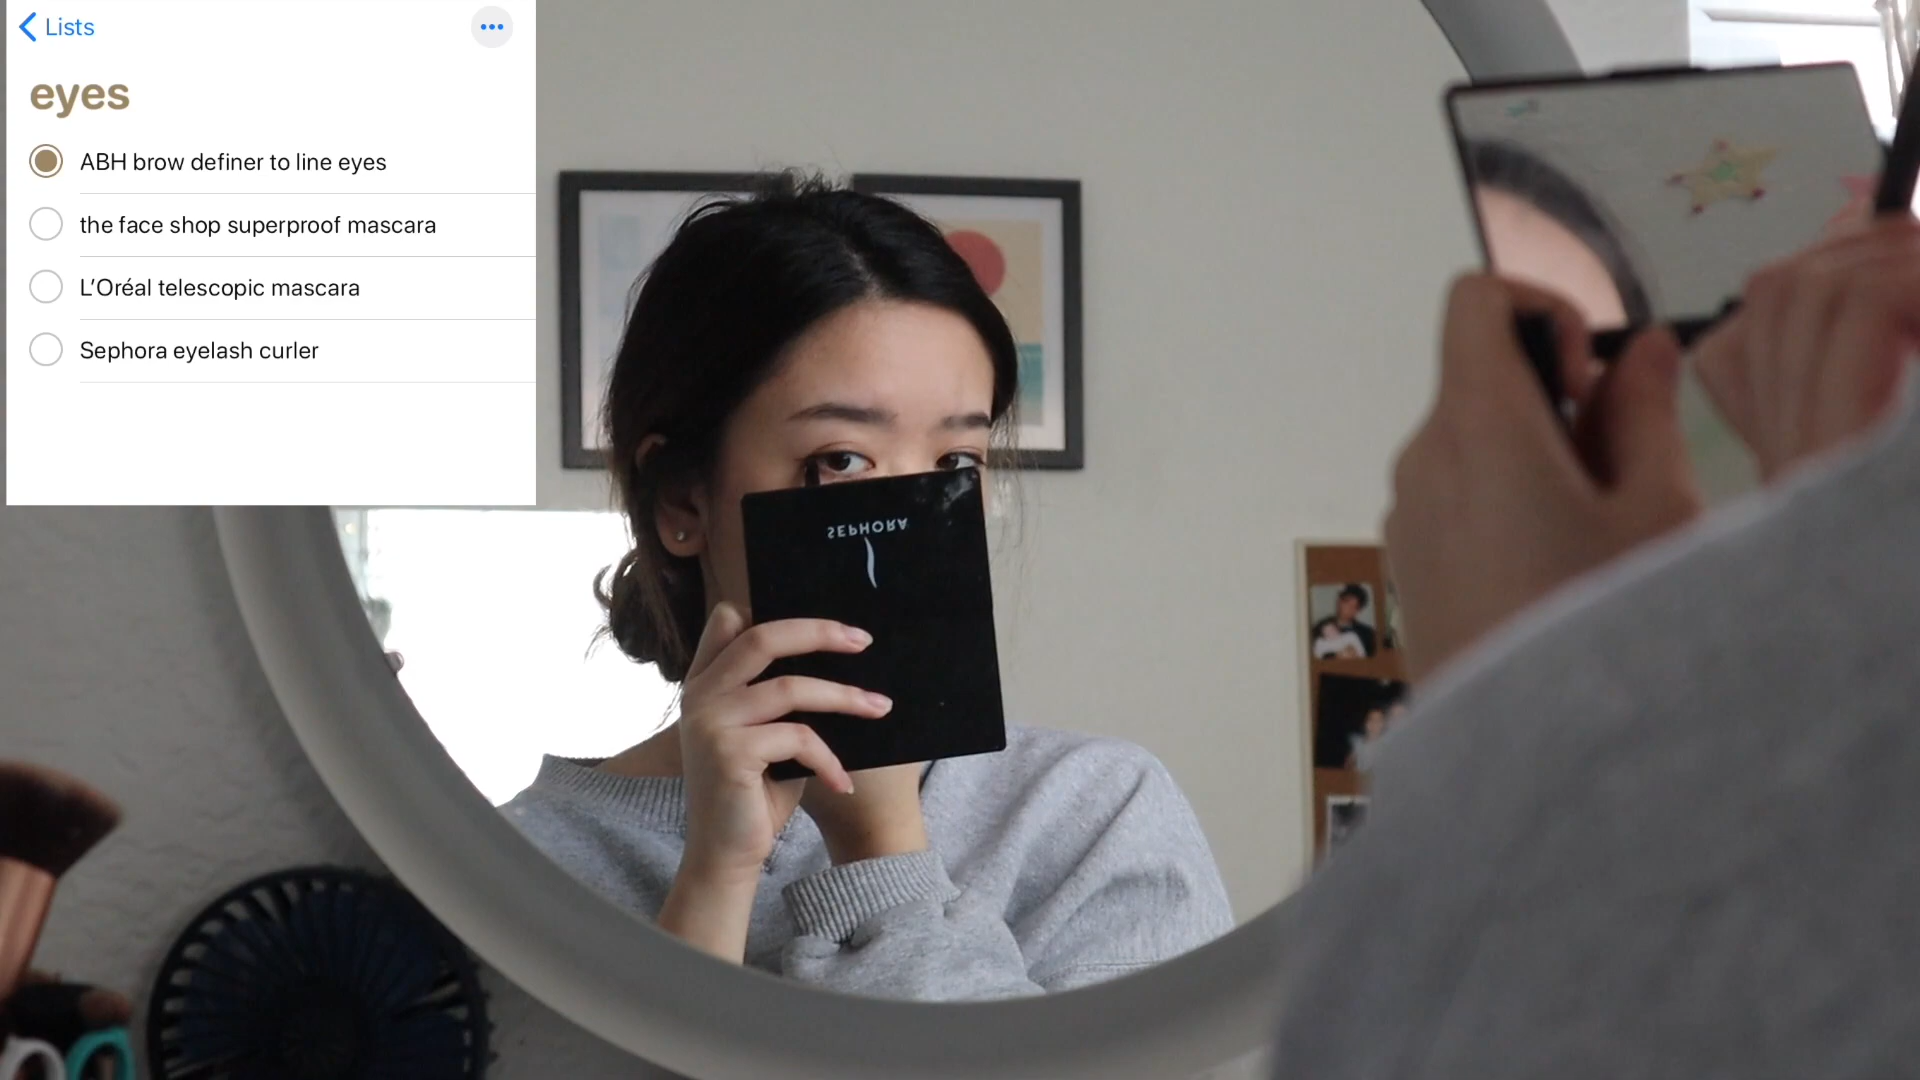 Lists
eyes
ABH brow definer to line eyes
the face shop superproof mascara
L’Oréal telescopic mascara
Sephora eyelash curler
SEPHORA